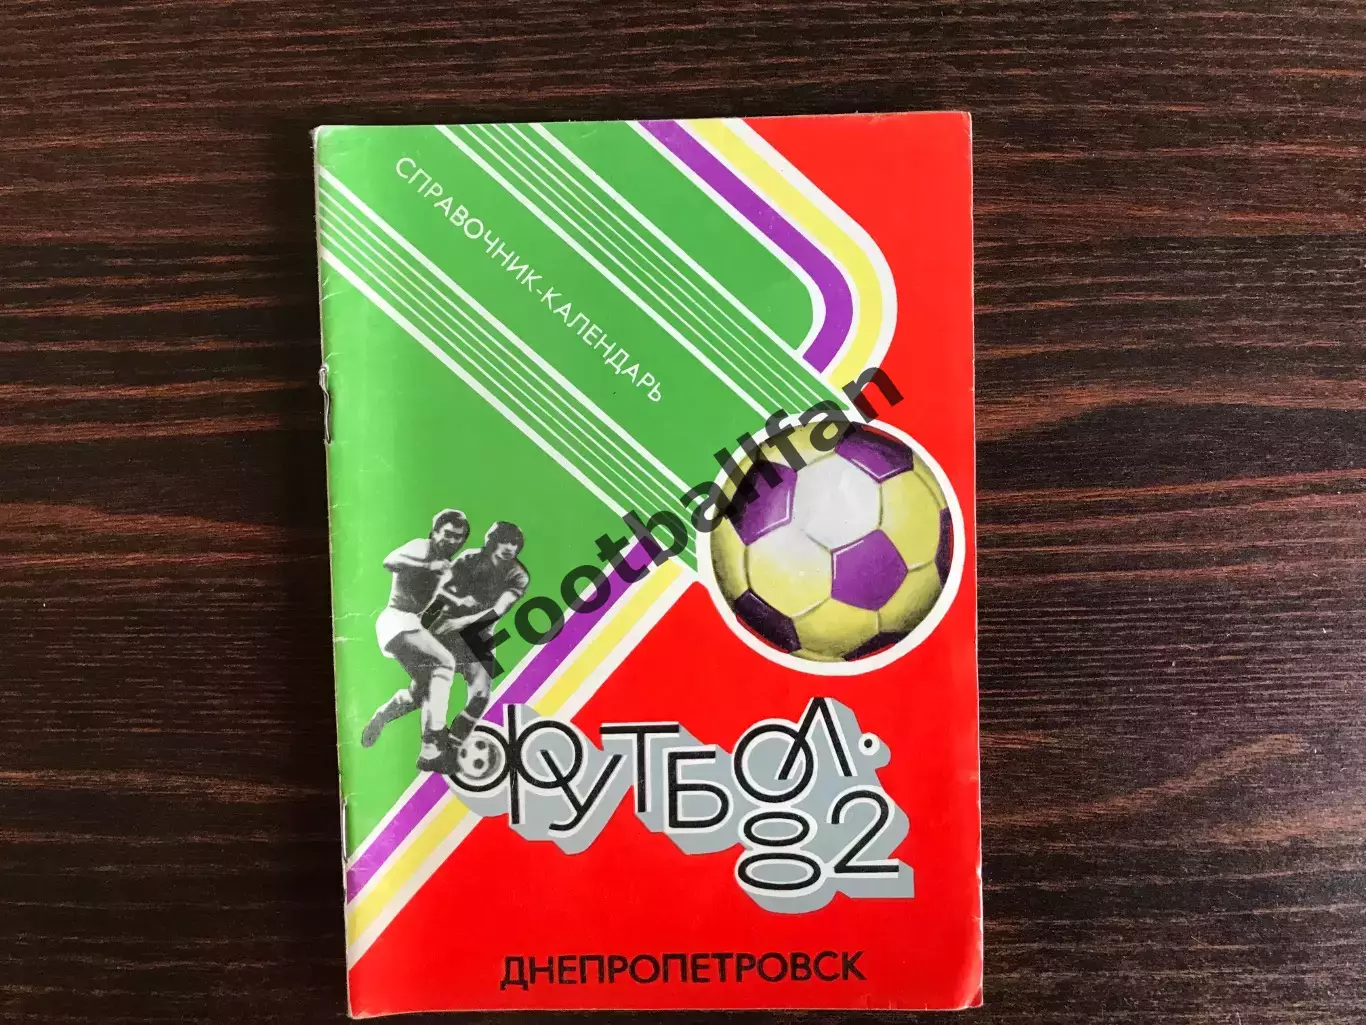 СПРАВОЧНИК-КАЛЕНДАРЬ
Footballfan
ФУТБОЛ·
82
ДНЕПРОПЕТРОВСК